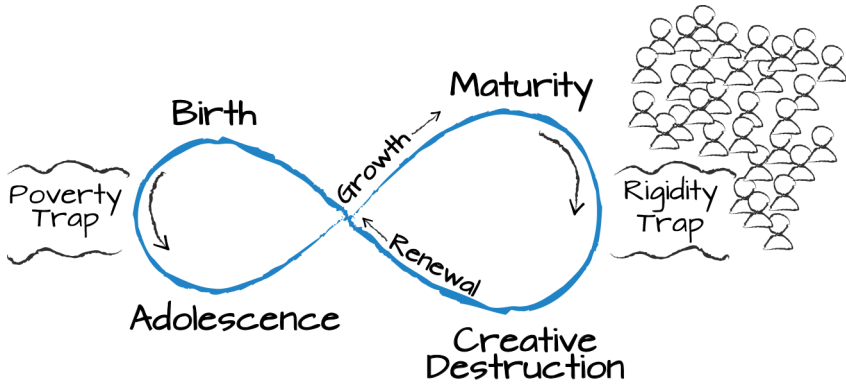 Birth
Maturity
Growth
Poverty
Trap
Rigidity
Trap
Renewal
Adolescence
Creative
Destruction